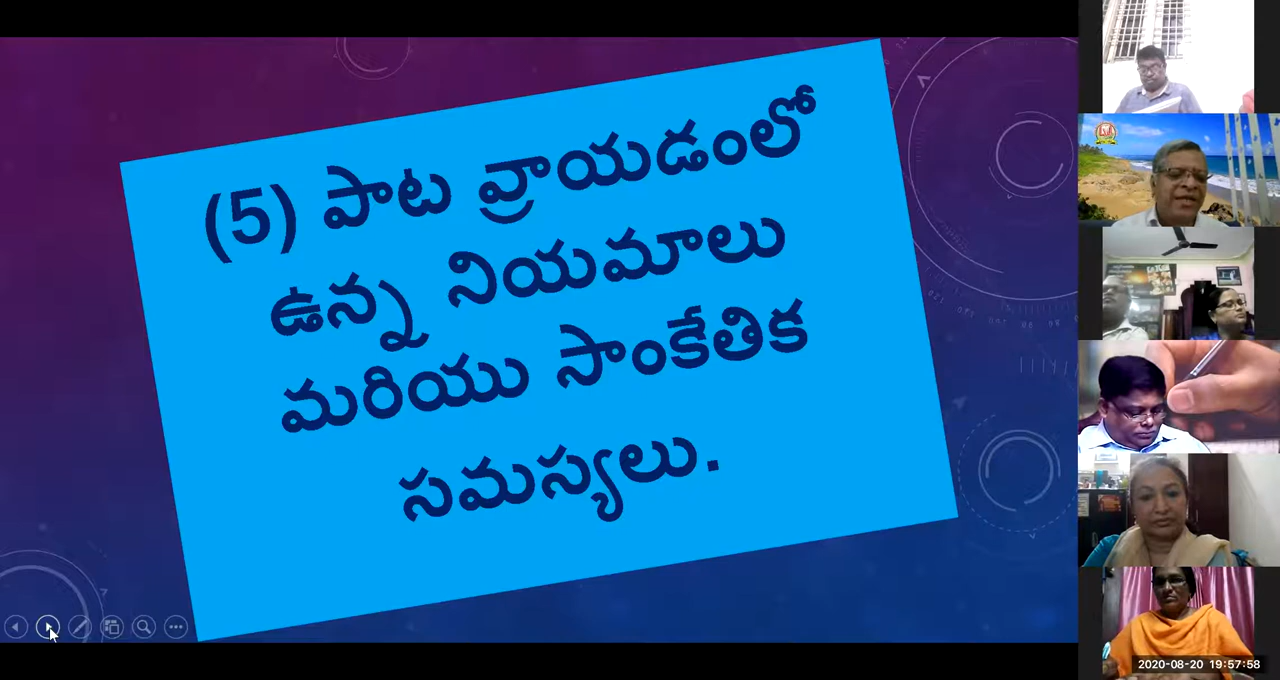 (5) పాట వ్రాయడంలో
ఉన్న నియమాలు
మరియు సాంకేతిక
సమస్యలు.
2020-08-20 19:57:58